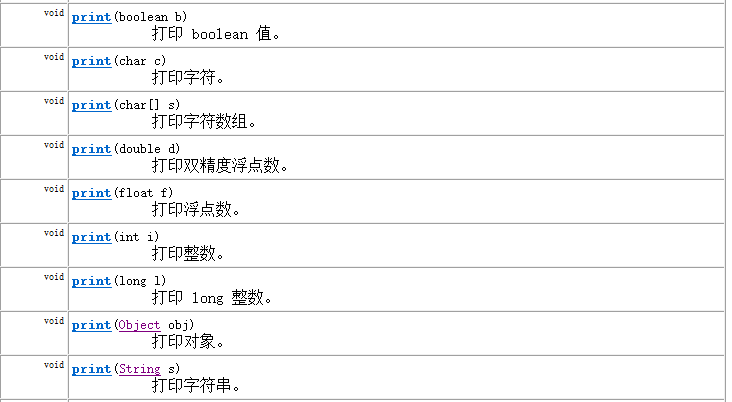 void print(boolean b)
打印 boolean 值。
void print(char c)
打印字符。
void print(char[] s)
打印字符数组。
void print(double d)
打印双精度浮点数。
void print(float f)
打印浮点数。
void print(int i)
打印整数。
void print(long l)
打印 long 整数。
void print(Object obj)
打印对象。
void print(String s)
打印字符串。